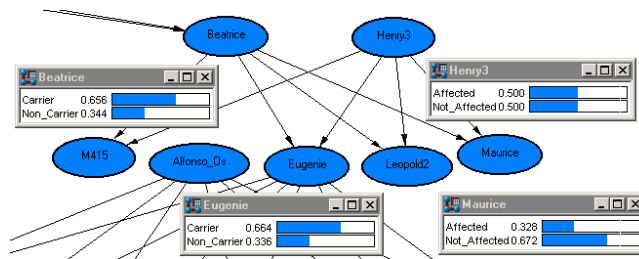 Beatrice
Henry3
Beatrice
Carrier 0.656
Non_Carrier 0.344
Henry3
Affected 0.500
Not_Affected 0.500
M415
Alfonso_Os
Eugenie
Leopold2
Maurice
Eugenie
Carrier 0.664
Non_Carrier 0.336
Maurice
Affected 0.328
Not_Affected 0.672